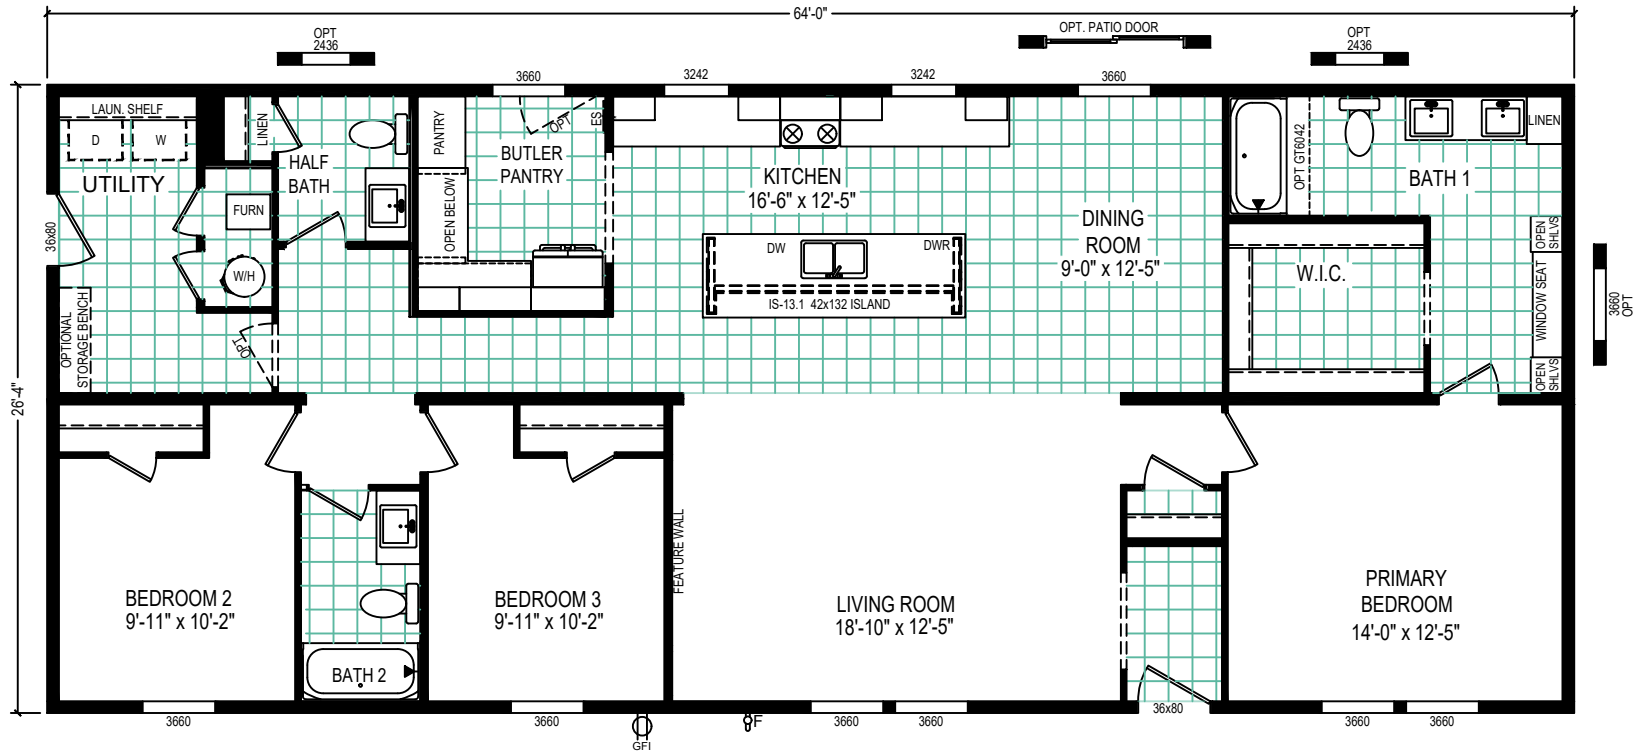 64'-0"
OPT
2436
OPT. PATIO DOOR
OPT
2436
3660
3242
3242
3660
LAUN. SHELF
D
W
UTILITY
LINEN
HALF
BATH
FURN
W/H
36x80
OPTIONAL
STORAGE BENCH
OPT
PANTRY
OPEN BELOW
BUTLER
PANTRY
OPT
ES
KITCHEN
16'-6" x 12'-5"
DW
DWR
IS-13.1 42x132 ISLAND
DINING
ROOM
9'-0" x 12'-5"
OPT GT6042
BATH 1
LINEN
W.I.C.
OPEN
SHLVS
WINDOW SEAT
OPEN
SHLVS
3660
OPT
26'-4"
BEDROOM 2
9'-11" x 10'-2"
BATH 2
BEDROOM 3
9'-11" x 10'-2"
FEATURE WALL
LIVING ROOM
18'-10" x 12'-5"
PRIMARY
BEDROOM
14'-0" x 12'-5"
36x80
3660
3660
GFI
F
3660
3660
3660
3660